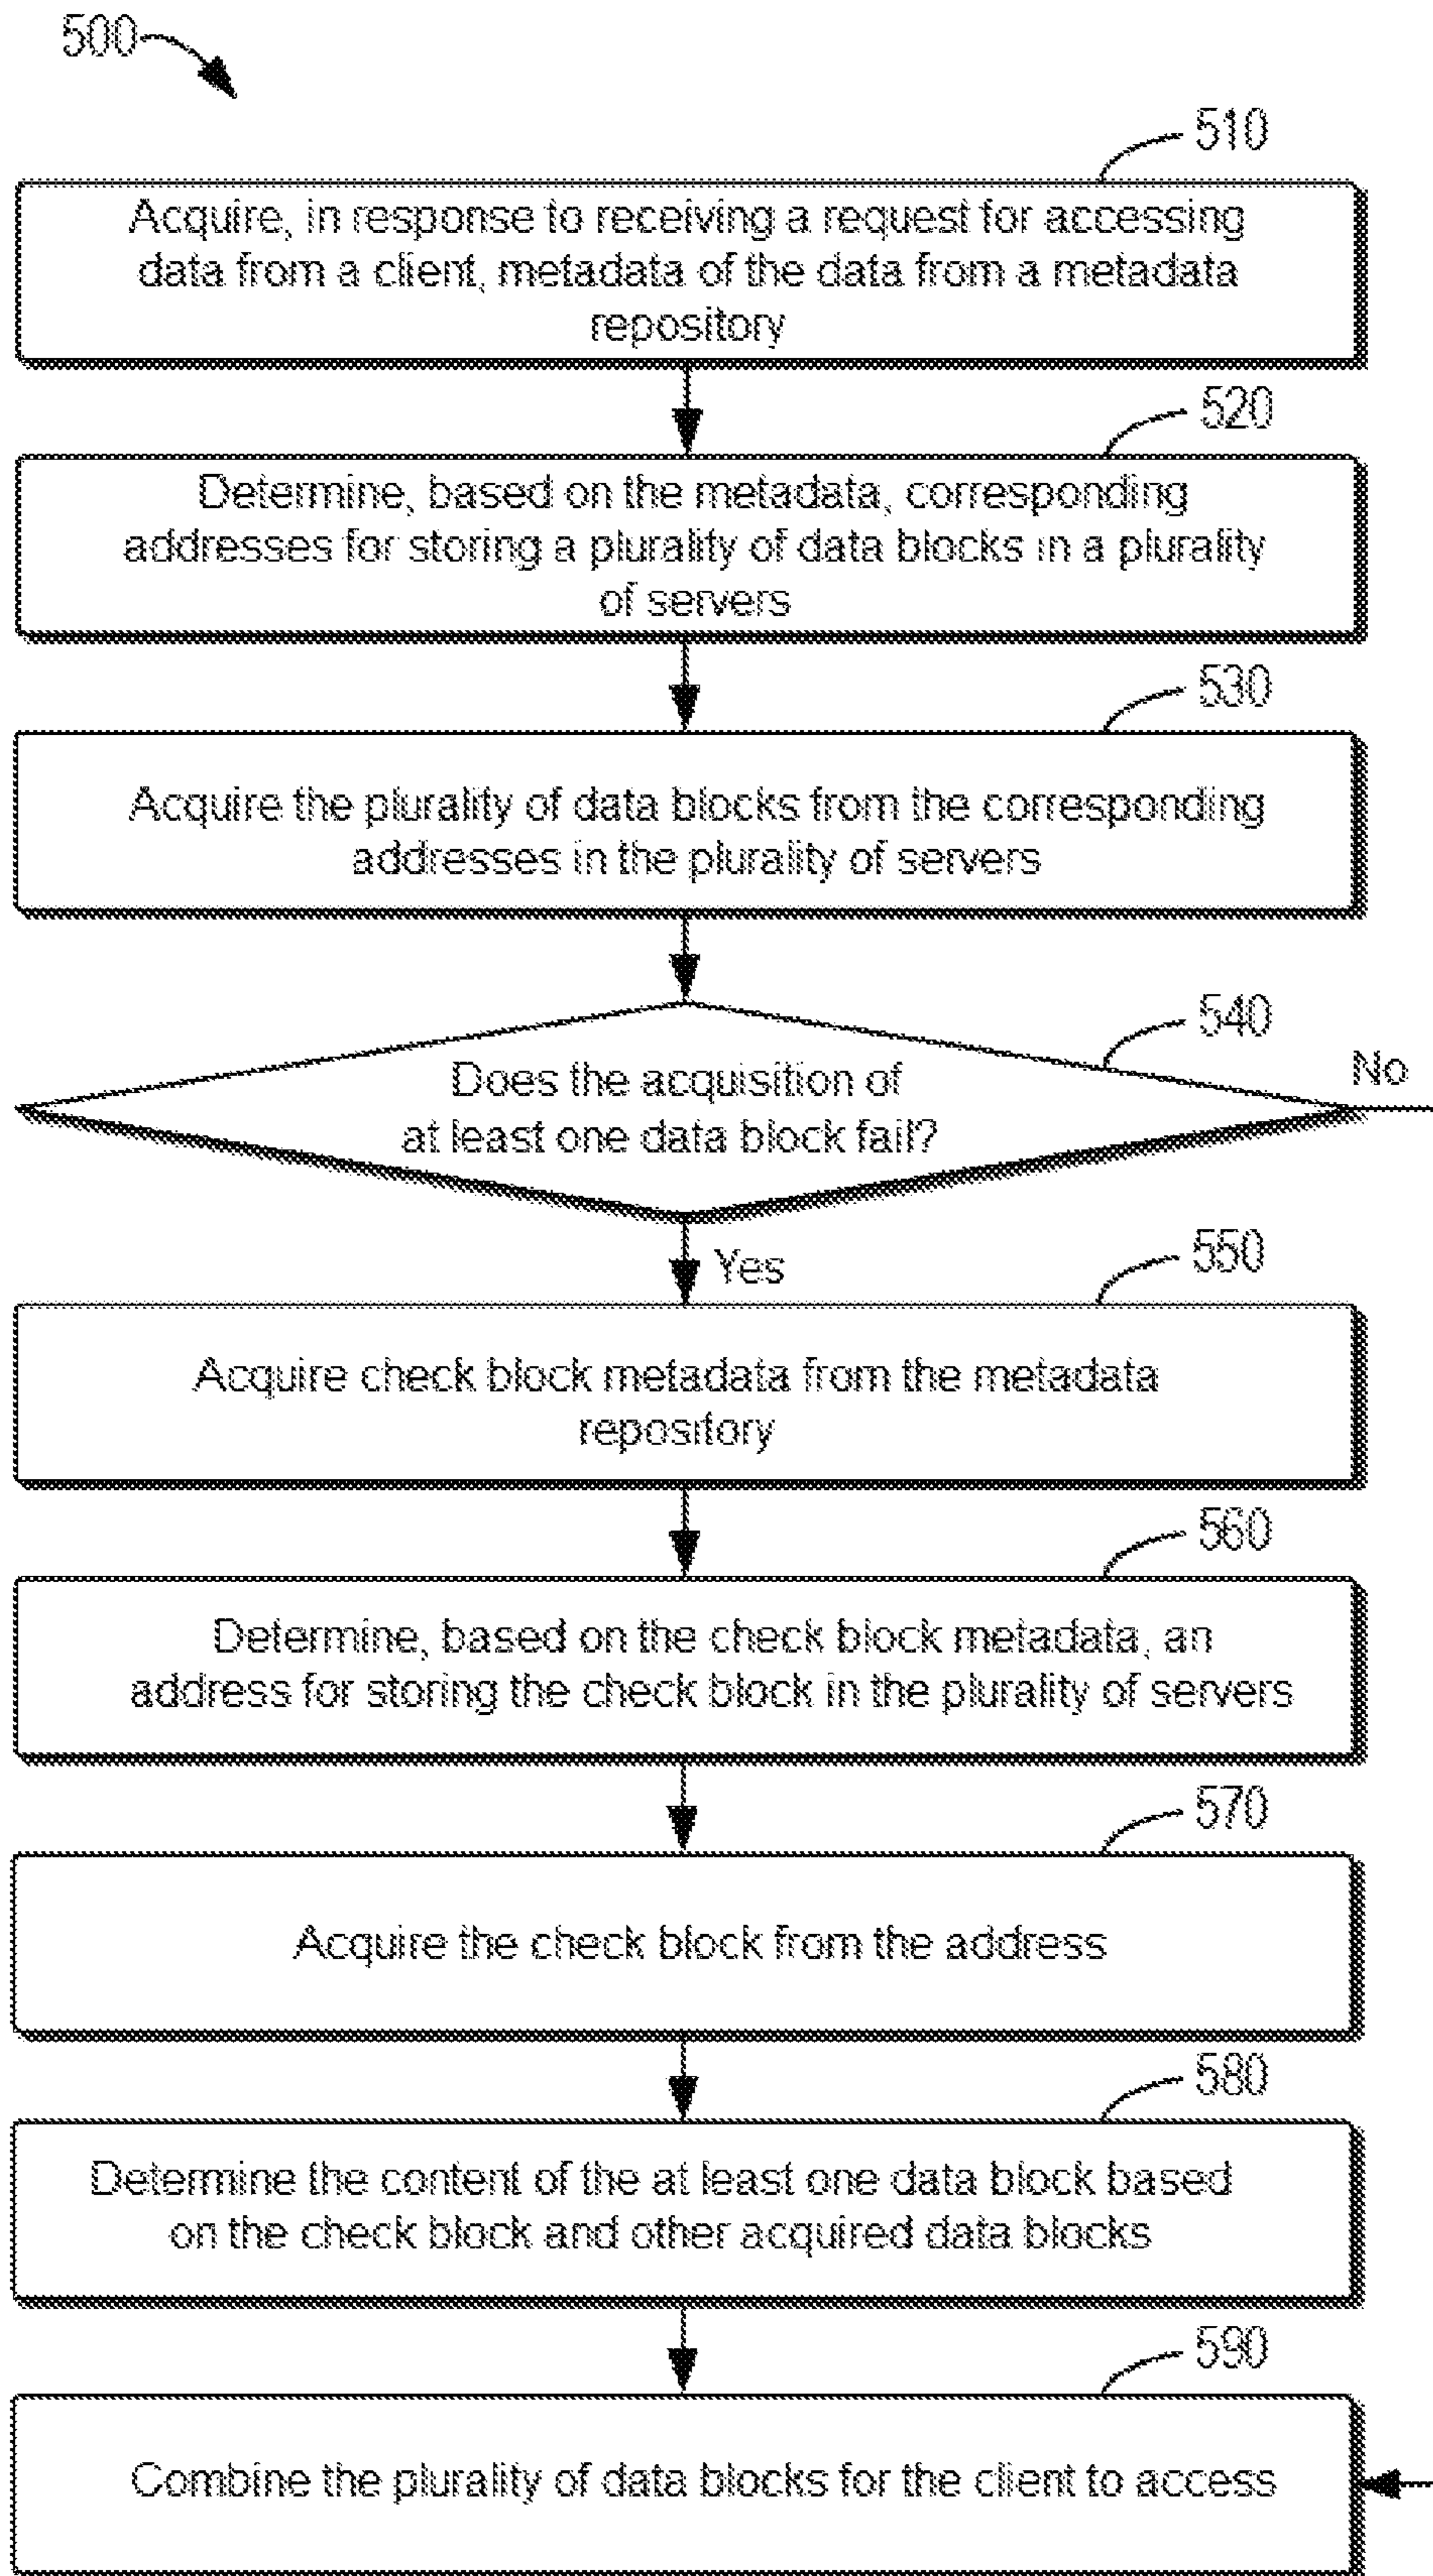 500
510
Acquire, in response to receiving a request for accessing
data from a client, metadata of the data from a metadata
repository
520
Determine, based on the metadata, corresponding
addresses for storing a plurality of data blocks in a plurality
of servers
530
Acquire the plurality of data blocks from the corresponding
addresses in the plurality of servers
540
No
Does the acquisition of
at least one data block fail?
Yes
550
Acquire check block metadata from the metadata
repository
560
Determine, based on the check block metadata, an
address for storing the check block in the plurality of servers
570
Acquire the check block from the address
580
Determine the content of the at least one data block based
on the check block and other acquired data blocks
590
Combine the plurality of data blocks for the client to access